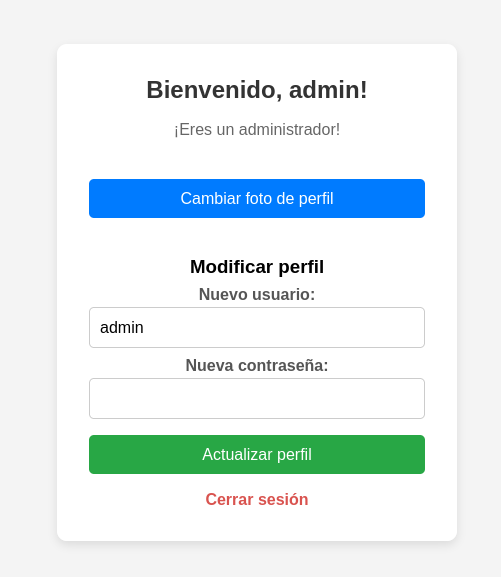 Bienvenido, admin!
¡Eres un administrador!
Cambiar foto de perfil
Modificar perfil
Nuevo usuario:
admin
Nueva contraseña:
Actualizar perfil
Cerrar sesión